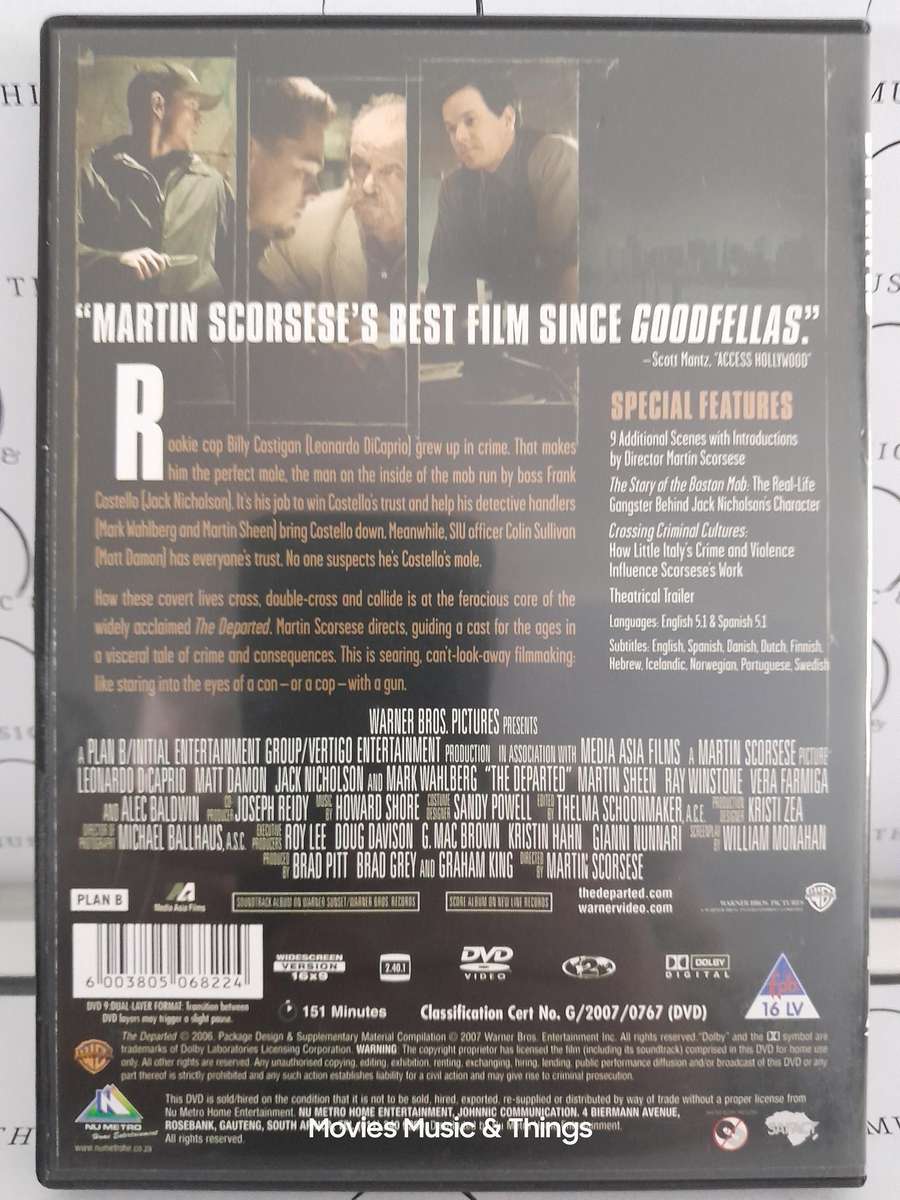 "MARTIN SCORSESE'S BEST FILM SINCE GOODFELLAS."
–Scott Mantz, "ACCESS HOLLYWOOD"
Rookie cop Billy Costigan (Leonardo DiCaprio) grew up in crime. That makes
him the perfect mole, the man on the inside of the mob run by boss Frank
Costello (Jack Nicholson). It's his job to win Costello's trust and help his detective handlers
(Mark Wahlberg and Martin Sheen) bring Costello down. Meanwhile, SIU officer Colin Sullivan
(Matt Damon) has everyone's trust. No one suspects he's Costello's mole.
How these covert lives cross, double-cross and collide is at the ferocious core of the
widely acclaimed The Departed. Martin Scorsese directs, guiding a cast for the ages in
a visceral tale of crime and consequences. This is searing, can't-look-away filmmaking:
like staring into the eyes of a con – or a cop – with a gun.
SPECIAL FEATURES
9 Additional Scenes with Introductions
by Director Martin Scorsese
The Story of the Boston Mob: The Real-Life
Gangster Behind Jack Nicholson's Character
Crossing Criminal Cultures:
How Little Italy's Crime and Violence
Influence Scorsese's Work
Theatrical Trailer
Languages: English 5.1 & Spanish 5.1
Subtitles: English, Spanish, Danish, Dutch, Finnish,
Hebrew, Icelandic, Norwegian, Portuguese, Swedish
WARNER BROS. PICTURES PRESENTS
A PLAN B/INITIAL ENTERTAINMENT GROUP/VERTIGO ENTERTAINMENT PRODUCTION IN ASSOCIATION WITH MEDIA ASIA FILMS A MARTIN SCORSESE PICTURE
LEONARDO DiCAPRIO MATT DAMON JACK NICHOLSON AND MARK WAHLBERG "THE DEPARTED" MARTIN SHEEN RAY WINSTONE VERA FARMIGA
AND ALEC BALDWIN CO-PRODUCER JOSEPH REIDY MUSIC BY HOWARD SHORE COSTUME DESIGNER SANDY POWELL EDITED BY THELMA SCHOONMAKER, A.C.E. PRODUCTION DESIGNER KRISTI ZEA
DIRECTOR OF PHOTOGRAPHY MICHAEL BALLHAUS, A.S.C. EXECUTIVE PRODUCERS ROY LEE DOUG DAVISON G. MAC BROWN KRISTIN HAHN GIANNI NUNNARI SCREENPLAY BY WILLIAM MONAHAN
PRODUCED BY BRAD PITT BRAD GREY AND GRAHAM KING DIRECTED BY MARTIN SCORSESE
PLAN B
Media Asia Films
SOUNDTRACK ALBUM ON WARNER SUNSET/WARNER BROS. RECORDS
SCORE ALBUM ON NEW LINE RECORDS
thedeparted.com
warnervideo.com
WARNER BROS. PICTURES
6 003805 068224
WIDESCREEN
VERSION
16x9
2.40:1
DVD
VIDEO
2
DOLBY
DIGITAL
fpb
16 LV
DVD 9:DUAL-LAYER FORMAT: Transition between
DVD layers may trigger a slight pause.
151 Minutes
Classification Cert No. G/2007/0767 (DVD)
The Departed © 2006. Package Design & Supplementary Material Compilation © 2007 Warner Bros. Entertainment Inc. All rights reserved. "Dolby" and the DD symbol are
trademarks of Dolby Laboratories Licensing Corporation. WARNING The copyright proprietor has licensed the film (including its soundtrack) comprised in this DVD for home use
only. All other rights are reserved. Any unauthorised copying, editing, exhibition, renting, exchanging, hiring, lending, public performance diffusion and/or broadcast of this DVD or any
part thereof is strictly prohibited and any such action establishes liability for a civil action and may give rise to criminal prosecution.
This DVD is sold/hired on the condition that it is not to be sold, hired, exported, re-supplied or distributed by way of trade without a proper license from
Nu Metro Home Entertainment. NU METRO HOME ENTERTAINMENT, JOHNNIC COMMUNICATION. 4 BIERMANN AVENUE,
ROSEBANK, GAUTENG, SOUTH
All rights reserved.
NU METRO
Home Entertainment
www.numetrohe.co.za
Movies Music & Things